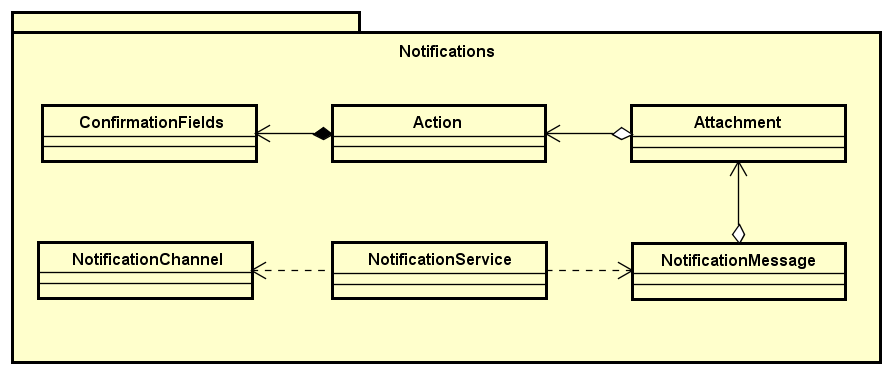 Notifications
ConfirmationFields
Action
Attachment
NotificationChannel
NotificationService
NotificationMessage